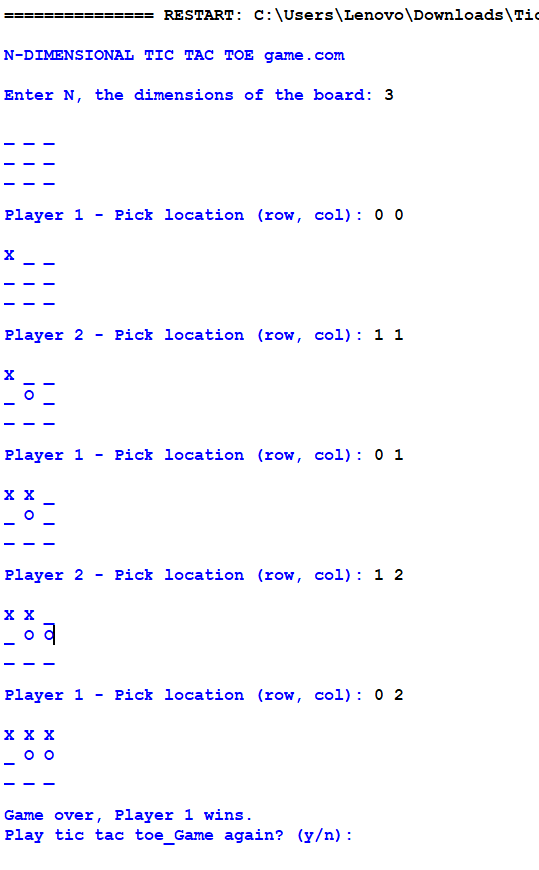 =============== RESTART: C:\Users\Lenovo\Downloads\Tic
N-DIMENSIONAL TIC TAC TOE game.com
Enter N, the dimensions of the board: 3
_ _ _
_ _ _
_ _ _
Player 1 - Pick location (row, col): 0 0
X _ _
_ _ _
_ _ _
Player 2 - Pick location (row, col): 1 1
X _ _
_ O _
_ _ _
Player 1 - Pick location (row, col): 0 1
X X _
_ O _
_ _ _
Player 2 - Pick location (row, col): 1 2
X X _
_ O O
_ _ _
Player 1 - Pick location (row, col): 0 2
X X X
_ O O
_ _ _
Game over, Player 1 wins.
Play tic tac toe_Game again? (y/n):